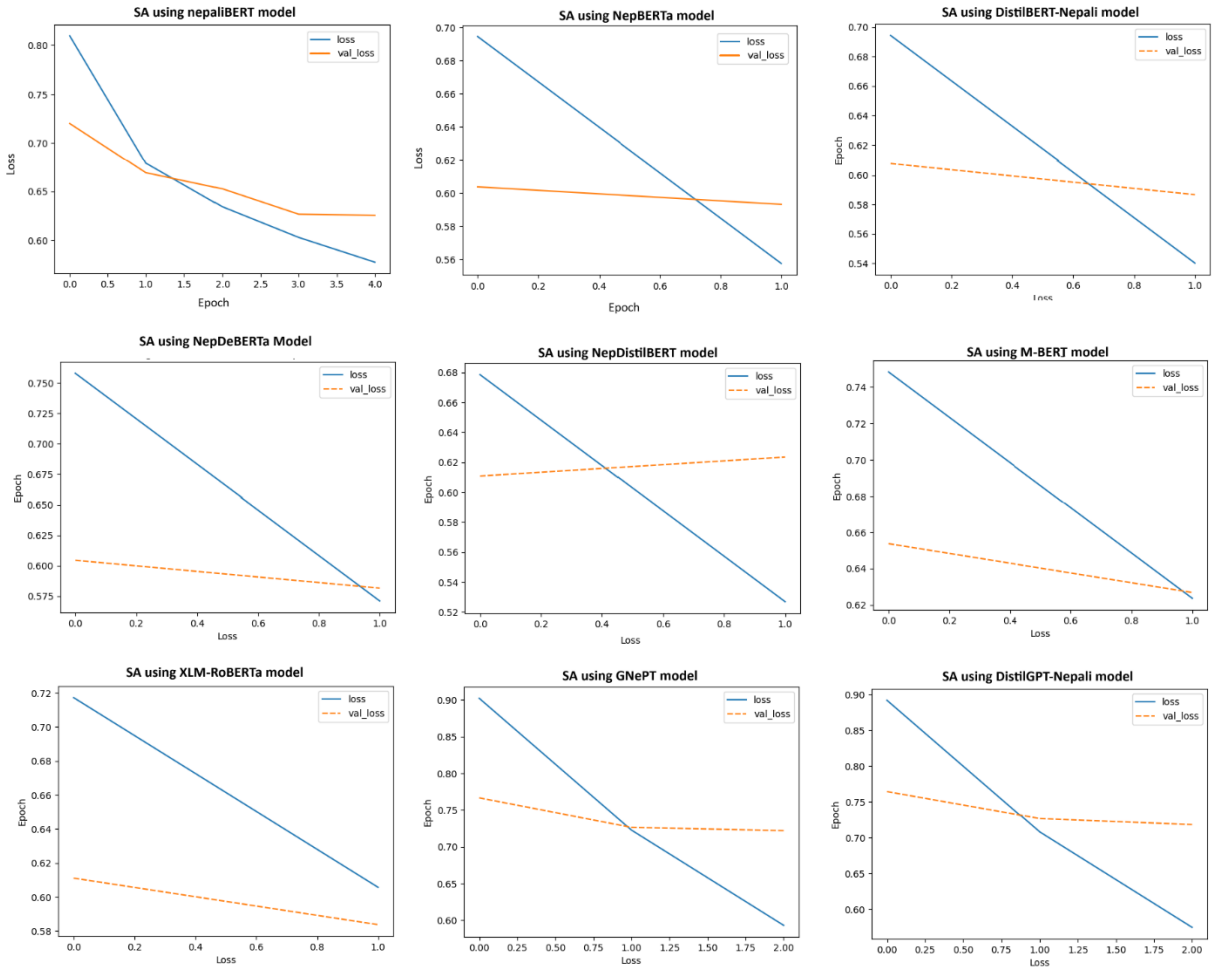 SA using nepaliBERT model
loss
val_loss
0.80
0.75
0.70
0.65
0.60
Loss
0.0 0.5 1.0 1.5 2.0 2.5 3.0 3.5 4.0
Epoch
SA using NepBERTa model
loss
val_loss
0.70
0.68
0.66
0.64
0.62
0.60
0.58
0.56
Loss
0.0 0.2 0.4 0.6 0.8 1.0
Epoch
SA using DistilBERT-Nepali model
loss
val_loss
0.70
0.68
0.66
0.64
0.62
0.60
0.58
0.56
0.54
Epoch
0.0 0.2 0.4 0.6 0.8 1.0
Loss
SA using NepDeBERTa Model
loss
val_loss
0.750
0.725
0.700
0.675
0.650
0.625
0.600
0.575
Epoch
0.0 0.2 0.4 0.6 0.8 1.0
Loss
SA using NepDistilBERT model
loss
val_loss
0.68
0.66
0.64
0.62
0.60
0.58
0.56
0.54
0.52
Epoch
0.0 0.2 0.4 0.6 0.8 1.0
Loss
SA using M-BERT model
loss
val_loss
0.74
0.72
0.70
0.68
0.66
0.64
0.62
Epoch
0.0 0.2 0.4 0.6 0.8 1.0
Loss
SA using XLM-RoBERTa model
loss
val_loss
0.72
0.70
0.68
0.66
0.64
0.62
0.60
0.58
Epoch
0.0 0.2 0.4 0.6 0.8 1.0
Loss
SA using GNePT model
loss
val_loss
0.90
0.85
0.80
0.75
0.70
0.65
0.60
Epoch
0.00 0.25 0.50 0.75 1.00 1.25 1.50 1.75 2.00
Loss
SA using DistilGPT-Nepali model
loss
val_loss
0.90
0.85
0.80
0.75
0.70
0.65
0.60
Epoch
0.00 0.25 0.50 0.75 1.00 1.25 1.50 1.75 2.00
Loss